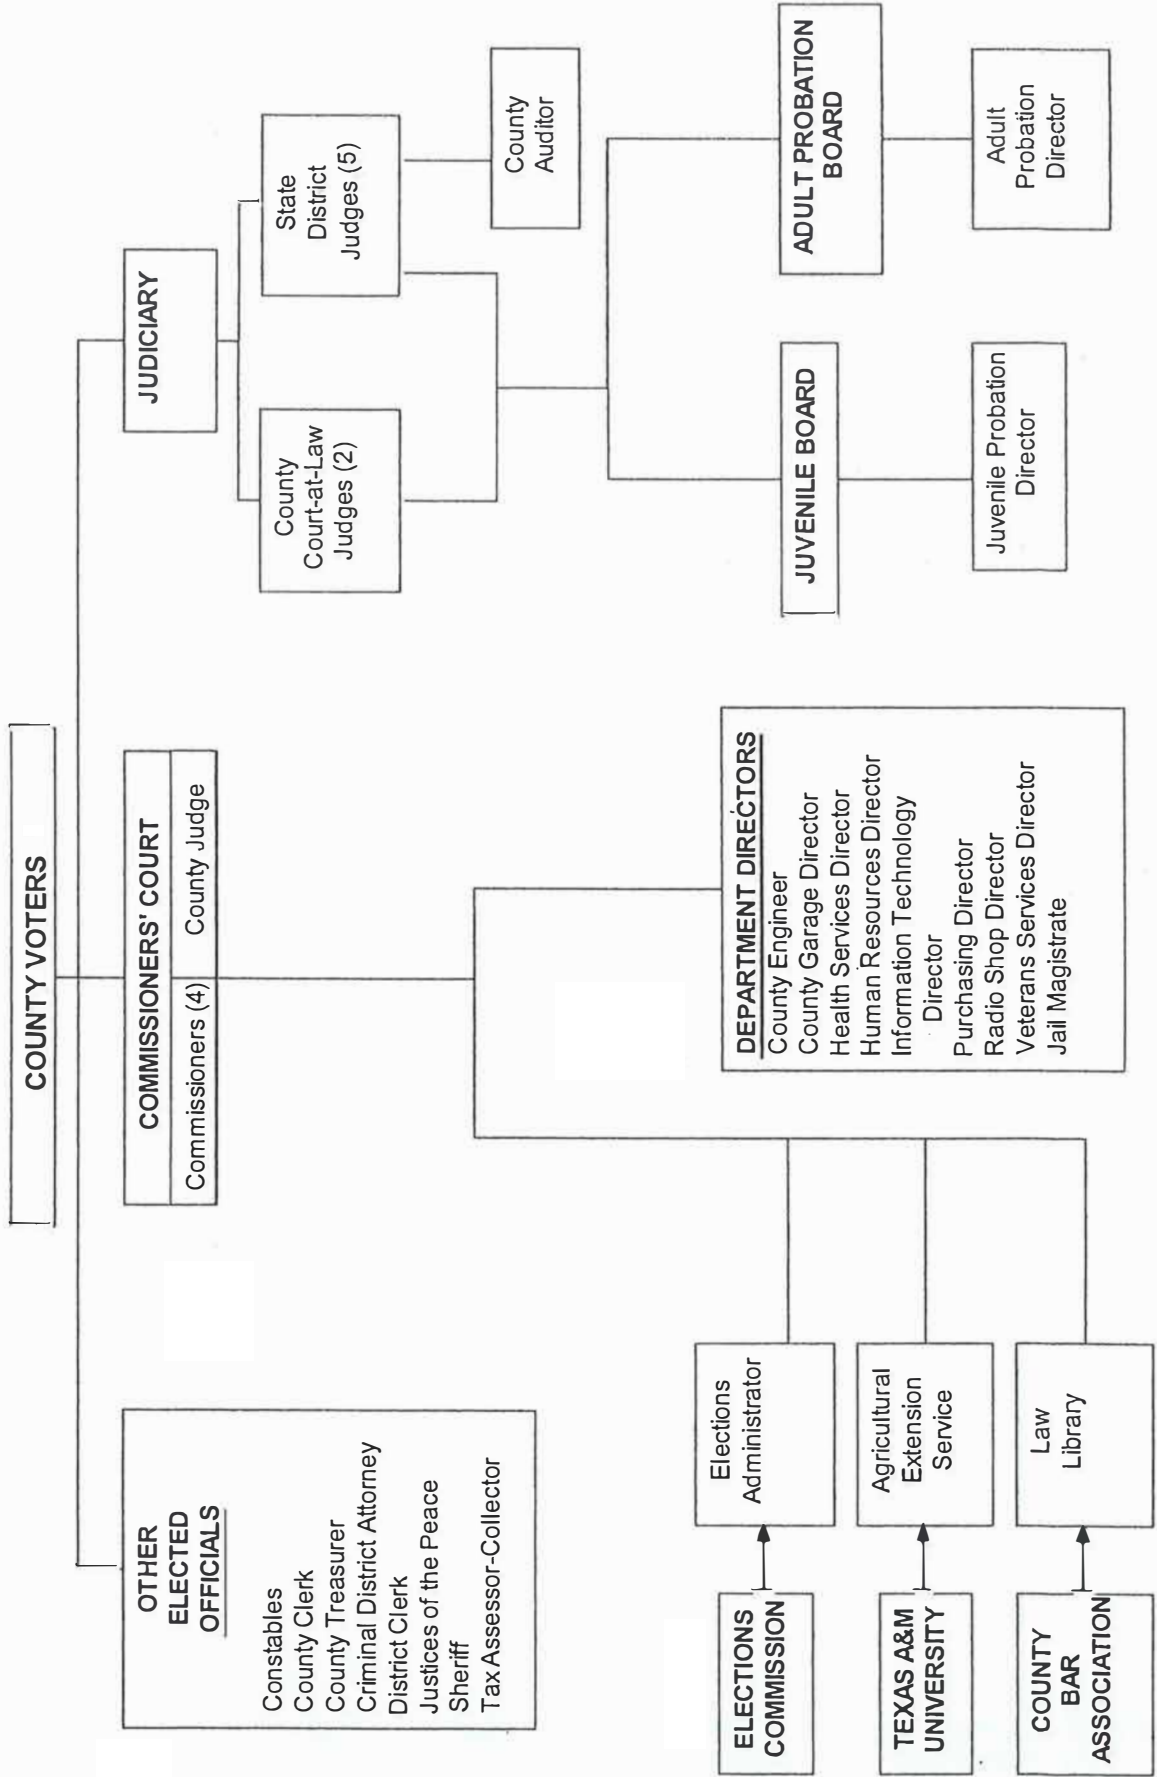 COUNTY VOTERS
OTHER
ELECTED
OFFICIALS
Constables
County Clerk
County Treasurer
Criminal District Attorney
District Clerk
Justices of the Peace
Sheriff
Tax Assessor-Collector
COMMISSIONERS' COURT
Commissioners (4)
County Judge
JUDICIARY
County
Court-at-Law
Judges (2)
State
District
Judges (5)
County
Auditor
ELECTIONS
COMMISSION
Elections
Administrator
TEXAS A&M
UNIVERSITY
Agricultural
Extension
Service
COUNTY
BAR
ASSOCIATION
Law
Library
DEPARTMENT DIRECTORS
County Engineer
County Garage Director
Health Services Director
Human Resources Director
Information Technology
Director
Purchasing Director
Radio Shop Director
Veterans Services Director
Jail Magistrate
JUVENILE BOARD
Juvenile Probation
Director
ADULT PROBATION
BOARD
Adult
Probation
Director